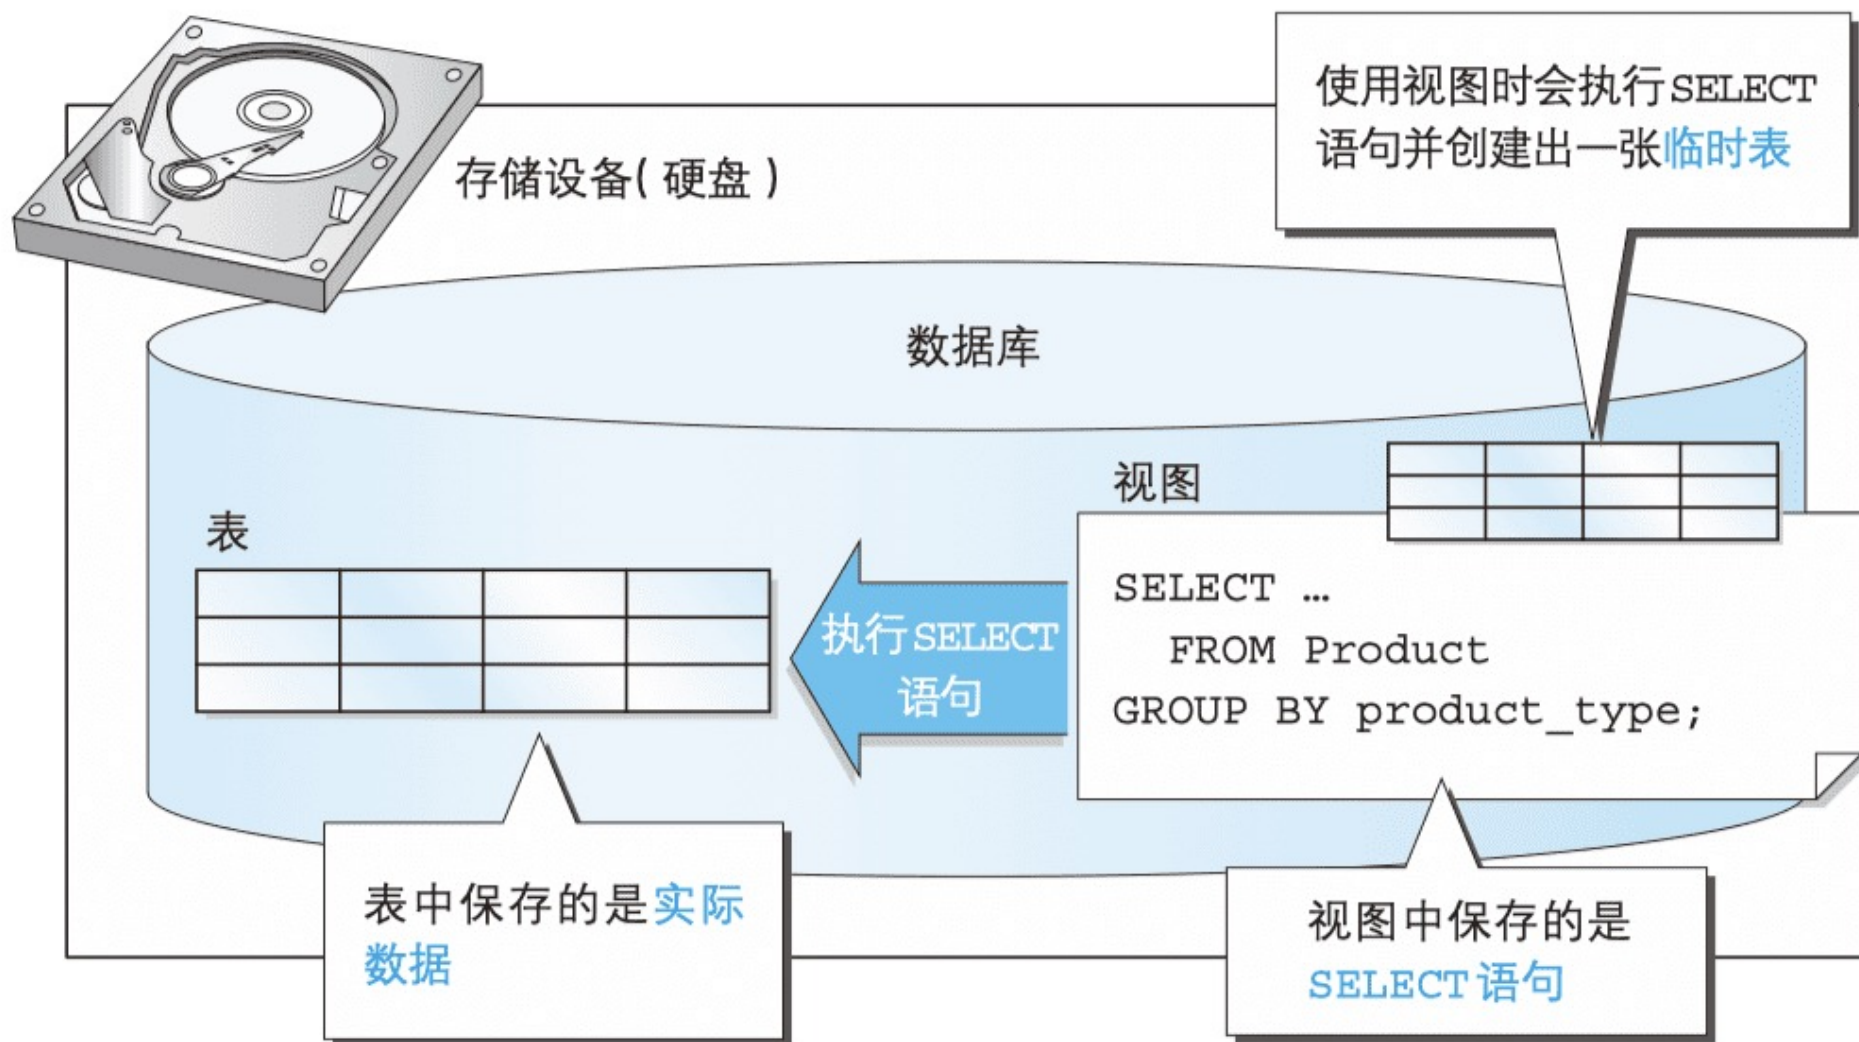 使用视图时会执行SELECT
语句并创建出一张临时表
存储设备(硬盘)
数据库
视图
表
SELECT …
FROM Product
GROUP BY product_type;
执行SELECT
语句
表中保存的是实际
数据
视图中保存的是
SELECT语句